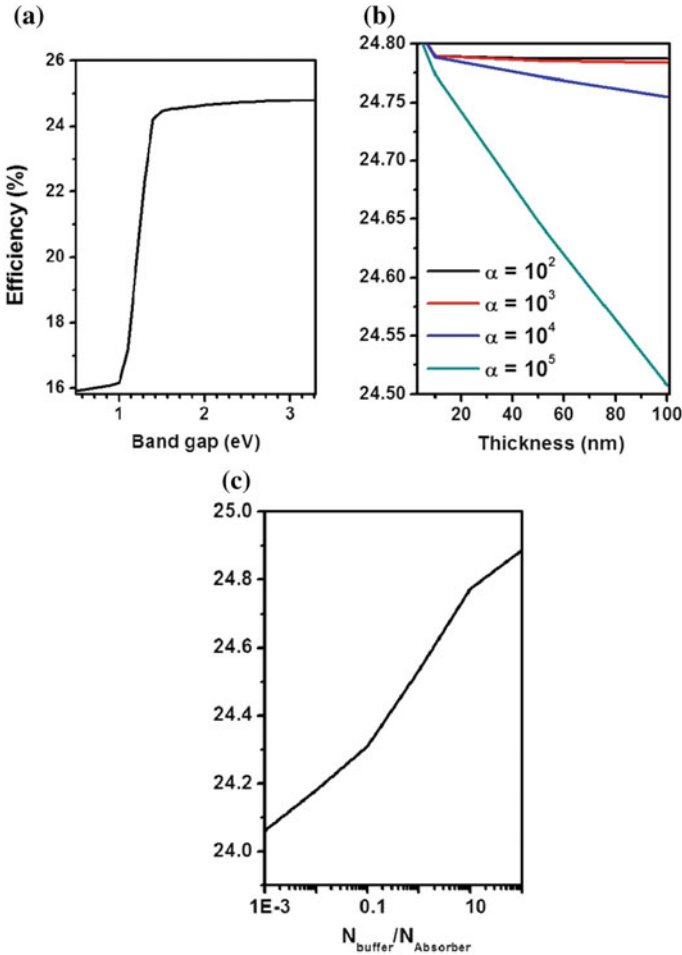 (a)
26
24
22
20
18
16
1
2
3
Efficiency (%)
Band gap (eV)
(b)
24.80
24.75
24.70
24.65
24.60
24.55
24.50
α = 10²
α = 10³
α = 10⁴
α = 10⁵
20 40 60 80 100
Thickness (nm)
(c)
25.0
24.8
24.6
24.4
24.2
24.0
1E-3 0.1 10
N_buffer/N_Absorber